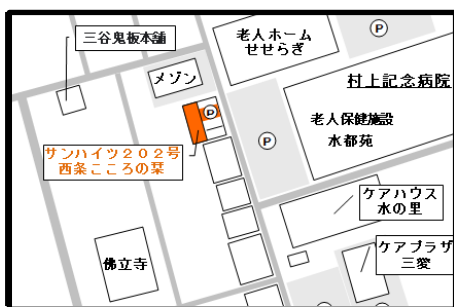 三谷鬼板本舗
老人ホーム
せせらぎ
P
メゾン
村上記念病院
P
老人保健施設
水都苑
P
サンハイツ２０２号
西条こころの栞
ケアハウス
水の里
佛立寺
ケアプラザ
三愛